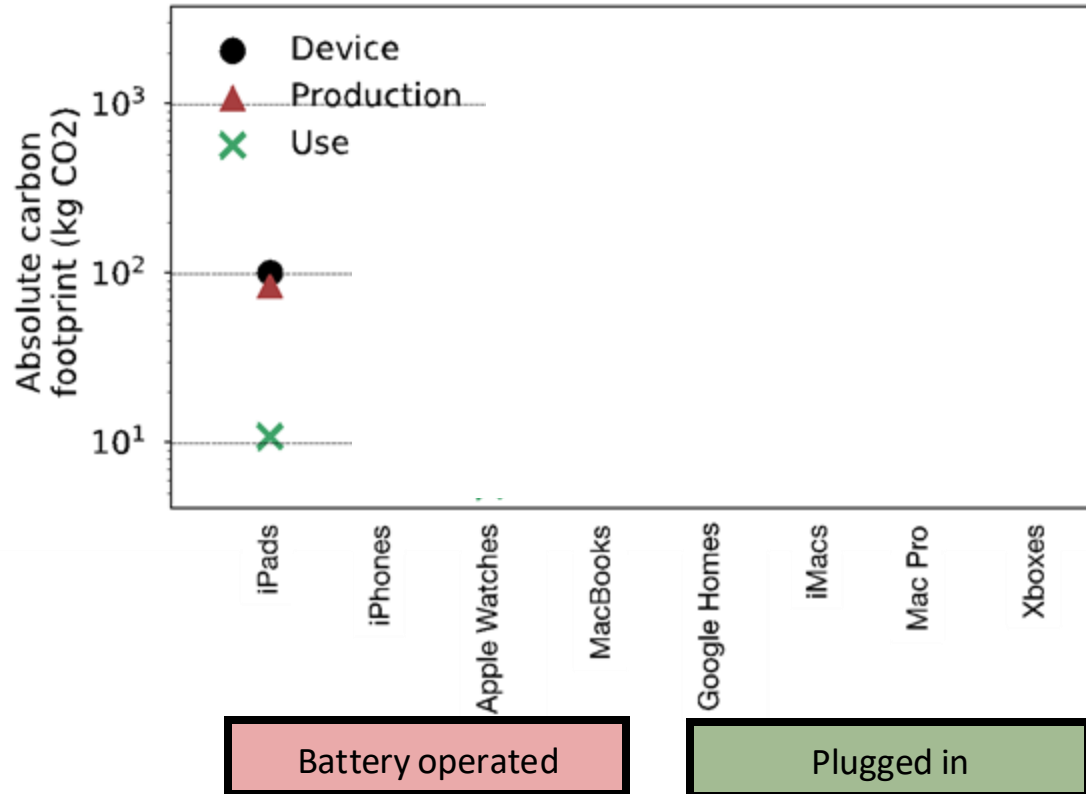 Device
Production
Use
Absolute carbon
footprint (kg CO2)
10³
10²
10¹
iPads
iPhones
Apple Watches
MacBooks
Google Homes
iMacs
Mac Pro
Xboxes
Battery operated
Plugged in